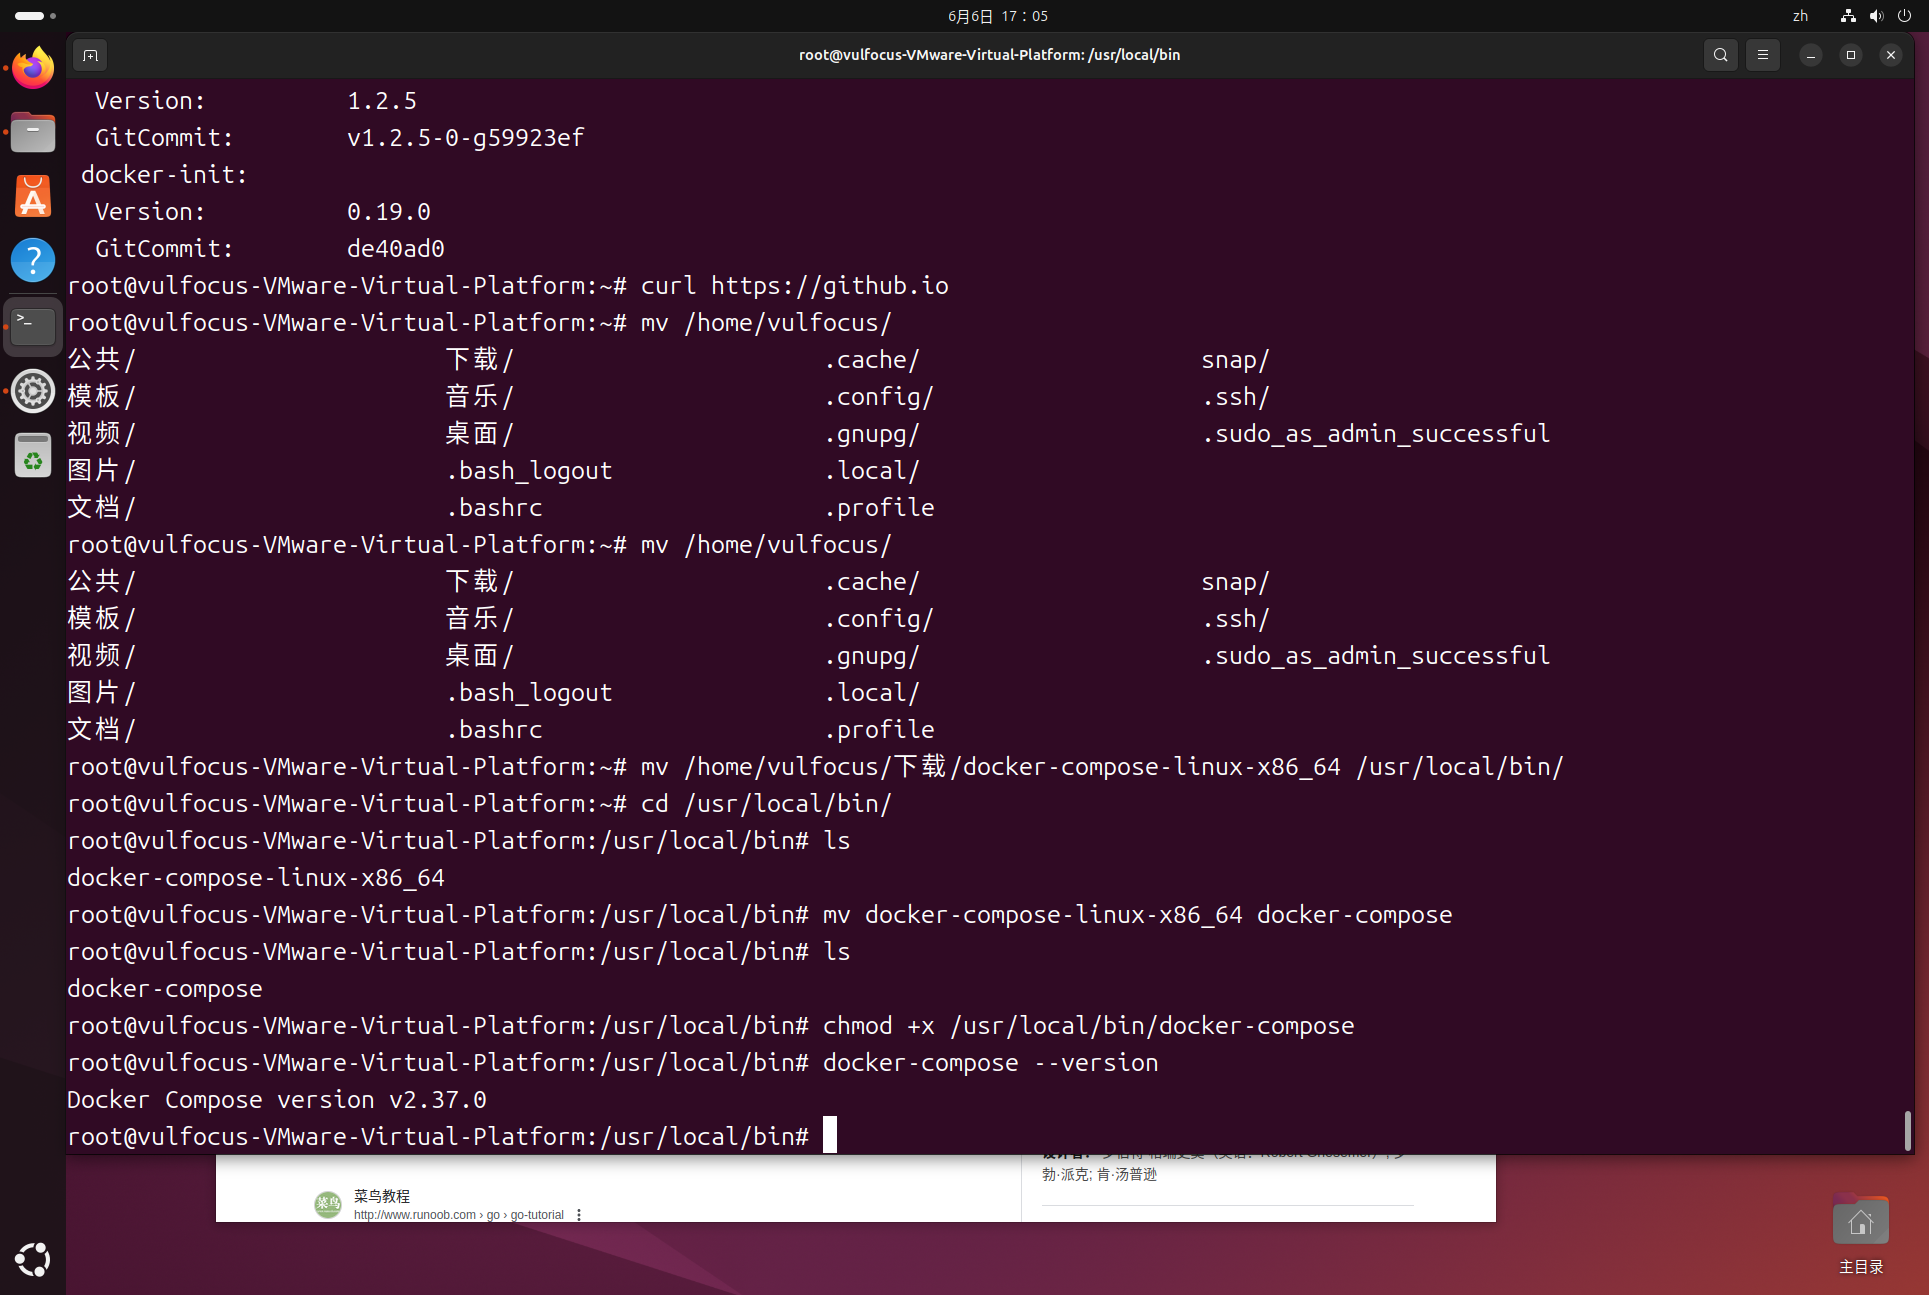 6月6日 17：05
zh
root@vulfocus-VMware-Virtual-Platform: /usr/local/bin
Version: 1.2.5
GitCommit: v1.2.5-0-g59923ef
docker-init:
Version: 0.19.0
GitCommit: de40ad0
root@vulfocus-VMware-Virtual-Platform:~# curl https://github.io
root@vulfocus-VMware-Virtual-Platform:~# mv /home/vulfocus/
公共/ 下载/ .cache/ snap/
模板/ 音乐/ .config/ .ssh/
视频/ 桌面/ .gnupg/ .sudo_as_admin_successful
图片/ .bash_logout .local/
文档/ .bashrc .profile
root@vulfocus-VMware-Virtual-Platform:~# mv /home/vulfocus/
公共/ 下载/ .cache/ snap/
模板/ 音乐/ .config/ .ssh/
视频/ 桌面/ .gnupg/ .sudo_as_admin_successful
图片/ .bash_logout .local/
文档/ .bashrc .profile
root@vulfocus-VMware-Virtual-Platform:~# mv /home/vulfocus/下载/docker-compose-linux-x86_64 /usr/local/bin/
root@vulfocus-VMware-Virtual-Platform:~# cd /usr/local/bin/
root@vulfocus-VMware-Virtual-Platform:/usr/local/bin# ls
docker-compose-linux-x86_64
root@vulfocus-VMware-Virtual-Platform:/usr/local/bin# mv docker-compose-linux-x86_64 docker-compose
root@vulfocus-VMware-Virtual-Platform:/usr/local/bin# ls
docker-compose
root@vulfocus-VMware-Virtual-Platform:/usr/local/bin# chmod +x /usr/local/bin/docker-compose
root@vulfocus-VMware-Virtual-Platform:/usr/local/bin# docker-compose --version
Docker Compose version v2.37.0
root@vulfocus-VMware-Virtual-Platform:/usr/local/bin#
勃·派克; 肯·汤普逊
菜鸟
菜鸟教程
http://www.runoob.com › go › go-tutorial
主目录